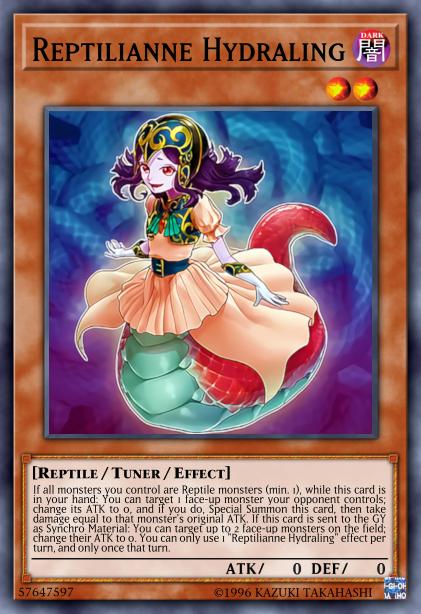 REPTILIANNE HYDRALING
DARK
闇
[REPTILE / TUNER / EFFECT]
If all monsters you control are Reptile monsters (min. 1), while this card is
in your hand: You can target 1 face-up monster your opponent controls;
change its ATK to 0, and if you do, Special Summon this card, then take
damage equal to that monster's original ATK. If this card is sent to the GY
as Synchro Material: You can target up to 2 face-up monsters on the field;
change their ATK to 0. You can only use 1 "Reptilianne Hydraling" effect per
turn, and only once that turn.
ATK/ 0 DEF/ 0
57647597 ©1996 KAZUKI TAKAHASHI